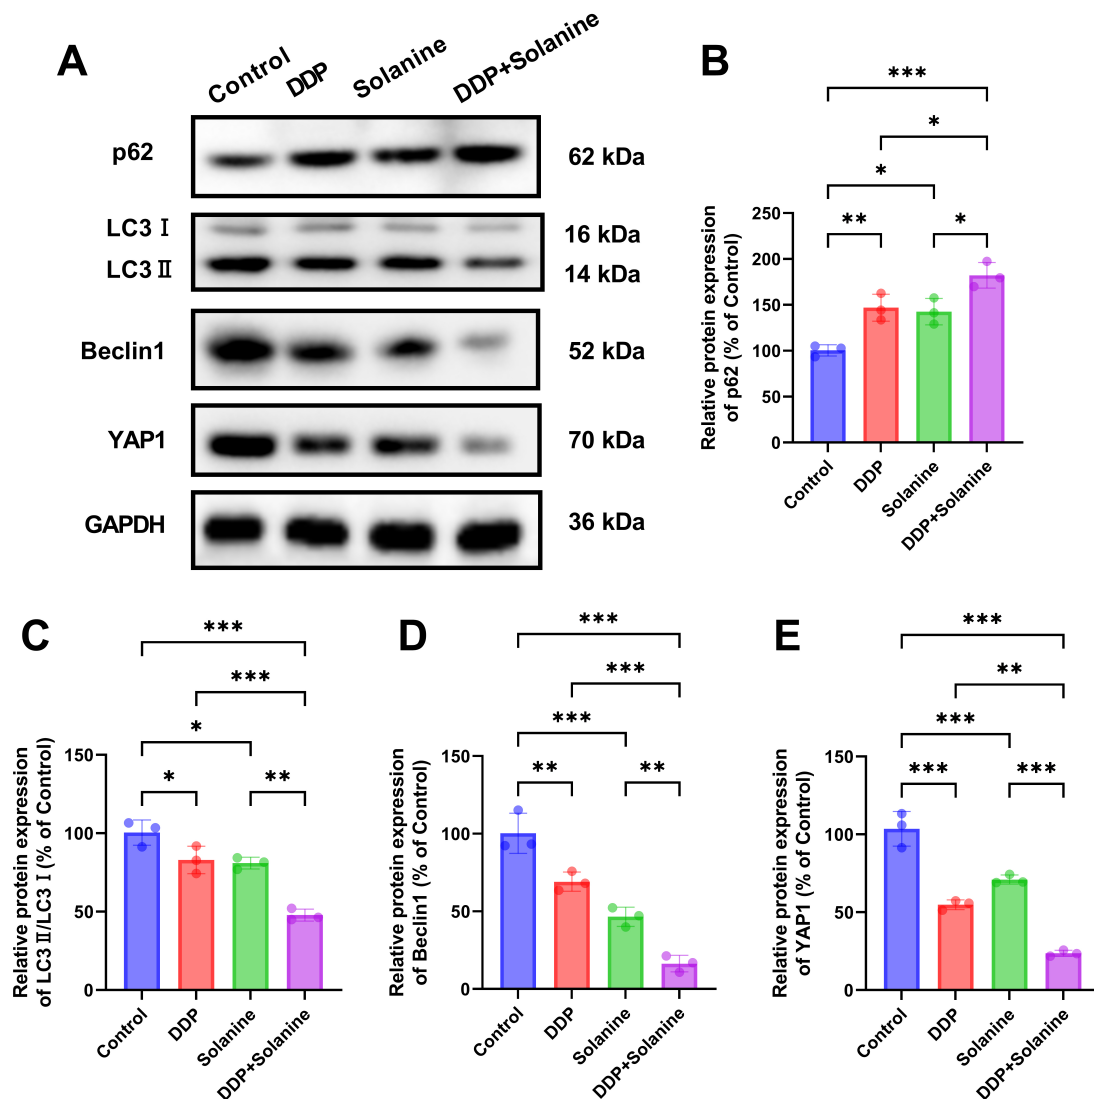 A
Control
DDP
Solanine
DDP+Solanine
p62
62 kDa
LC3 Ⅰ
16 kDa
LC3 Ⅱ
14 kDa
Beclin1
52 kDa
YAP1
70 kDa
GAPDH
36 kDa
B
***
*
*
**
*
Relative protein expression
of p62 (% of Control)
250
200
150
100
50
0
Control
DDP
Solanine
DDP+Solanine
C
***
***
*
*
**
Relative protein expression
of LC3 Ⅱ/LC3 Ⅰ (% of Control)
150
100
50
0
Control
DDP
Solanine
DDP+Solanine
D
***
***
***
**
**
Relative protein expression
of Beclin1 (% of Control)
150
100
50
0
Control
DDP
Solanine
DDP+Solanine
E
***
**
***
***
***
Relative protein expression
of YAP1 (% of Control)
150
100
50
0
Control
DDP
Solanine
DDP+Solanine